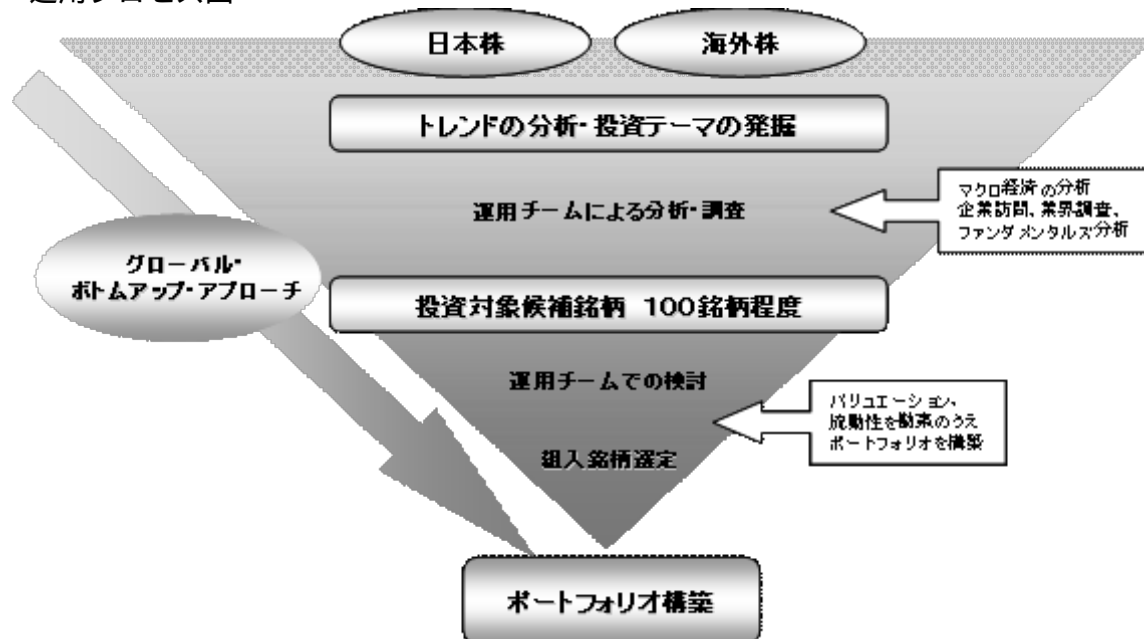 運用プロセス図
日本株
海外株
トレンドの分析・投資テーマの発掘
運用チームによる分析・調査
マクロ経済の分析
企業訪問、業界調査、
ファンダメンタルズ分析
グローバル・
ボトムアップ・アプローチ
投資対象候補銘柄 100銘柄程度
運用チームでの検討
バリュエーション、
流動性を勘案のうえ
ポートフォリオを構築
組入銘柄選定
ポートフォリオ構築